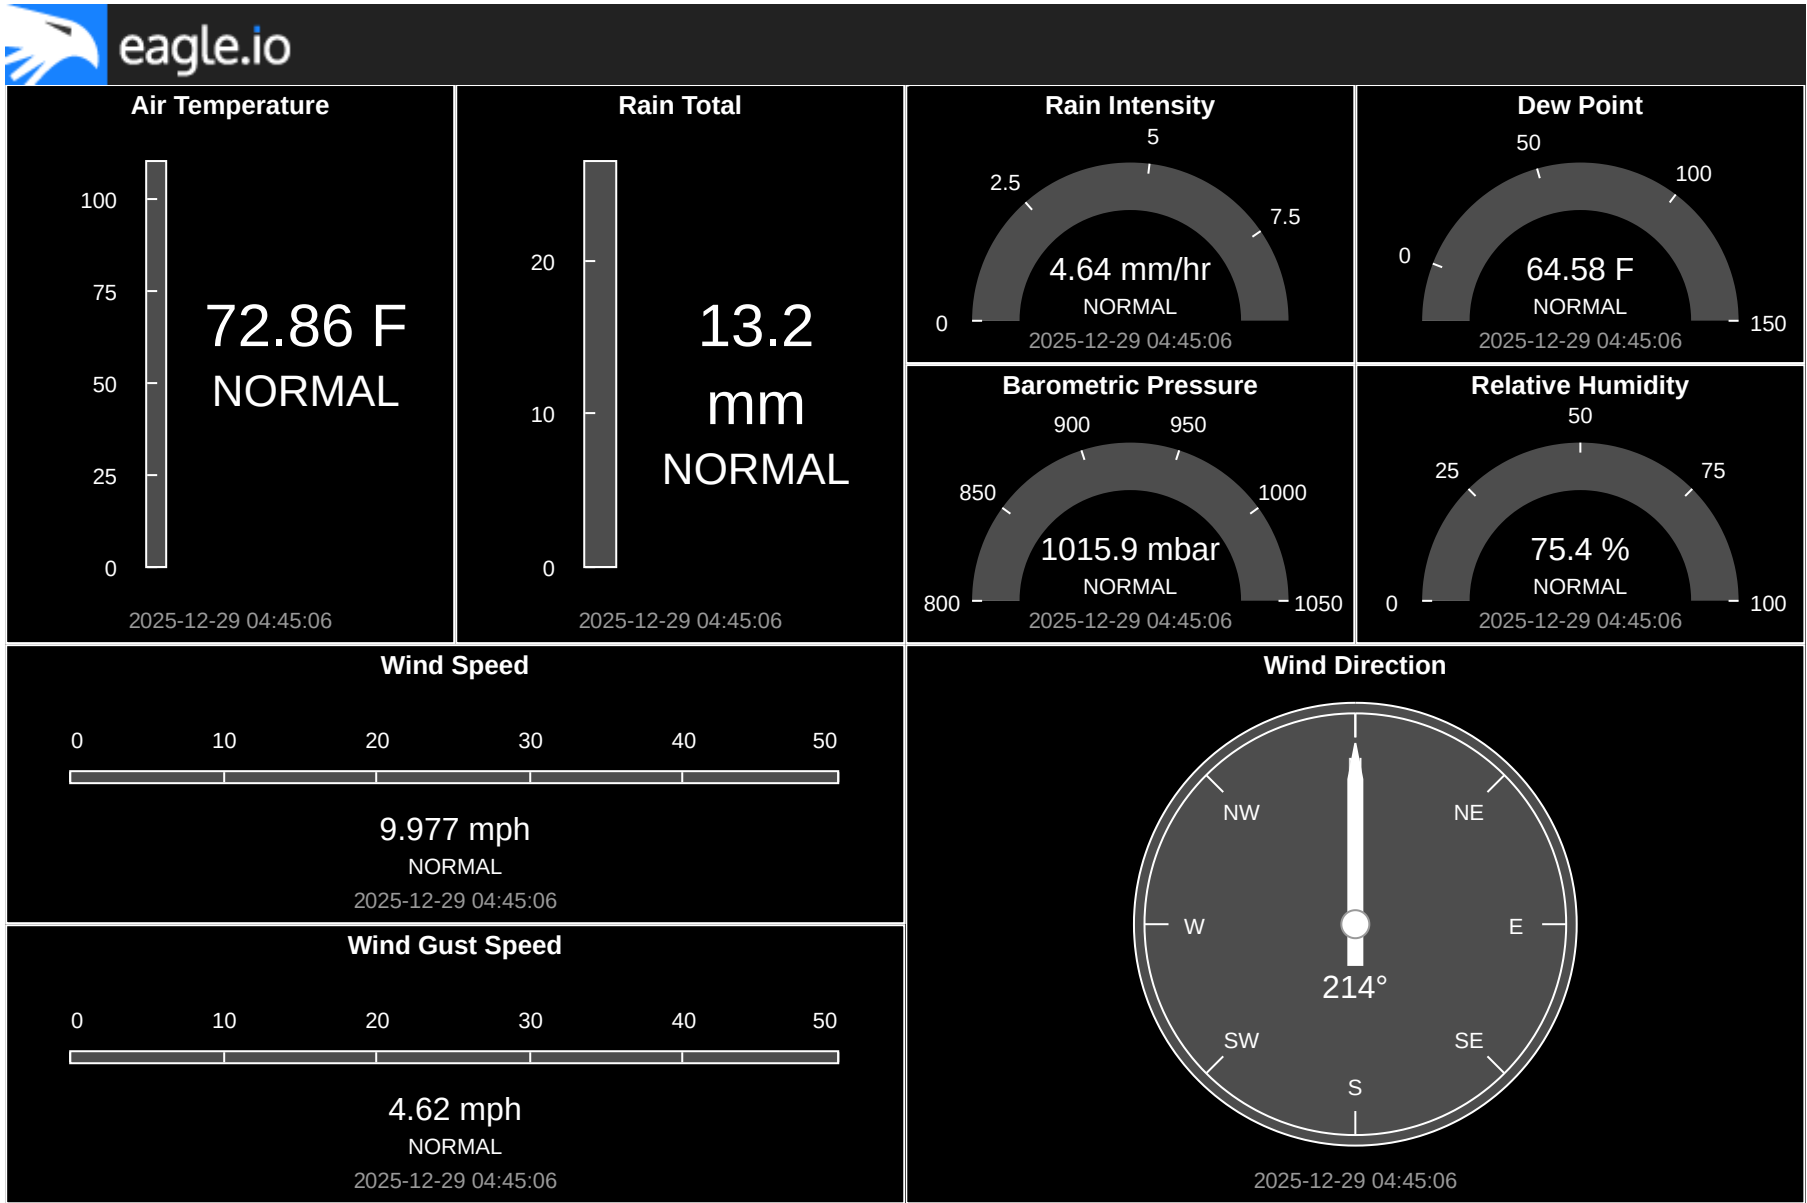 eagle.io
Air Temperature
100
75
50
25
0
72.86 F
NORMAL
2025-12-29 04:45:06
Rain Total
20
10
0
13.2
mm
NORMAL
2025-12-29 04:45:06
Rain Intensity
5
2.5
7.5
0
4.64 mm/hr
NORMAL
2025-12-29 04:45:06
Dew Point
50
100
0
150
64.58 F
NORMAL
2025-12-29 04:45:06
Barometric Pressure
900
950
850
1000
800
1050
1015.9 mbar
NORMAL
2025-12-29 04:45:06
Relative Humidity
50
25
75
0
100
75.4 %
NORMAL
2025-12-29 04:45:06
Wind Speed
0 10 20 30 40 50
9.977 mph
NORMAL
2025-12-29 04:45:06
Wind Gust Speed
0 10 20 30 40 50
4.62 mph
NORMAL
2025-12-29 04:45:06
Wind Direction
NW NE
W E
214°
SW SE
S
2025-12-29 04:45:06